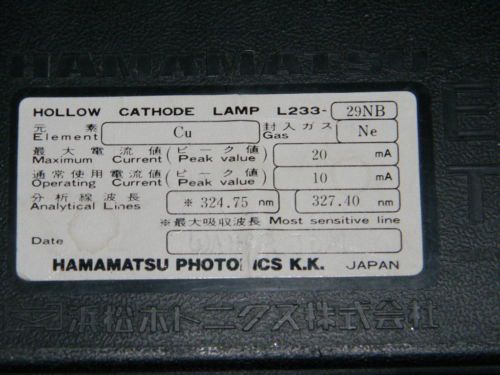 HAMAMATSU
HOLLOW CATHODE LAMP L233- 29NB
元素 Element Cu 封入ガス Gas Ne
最大電流値(ピーク値)
Maximum Current(Peak value) 20 mA
通常使用電流値(ピーク値)
Operating Current(Peak value) 10 mA
分析線波長
Analytical Lines ※324.75 nm 327.40 nm
※最大吸収波長 Most sensitive line
Date
HAMAMATSU PHOTONICS K.K. JAPAN
浜松ホトニクス株式会社